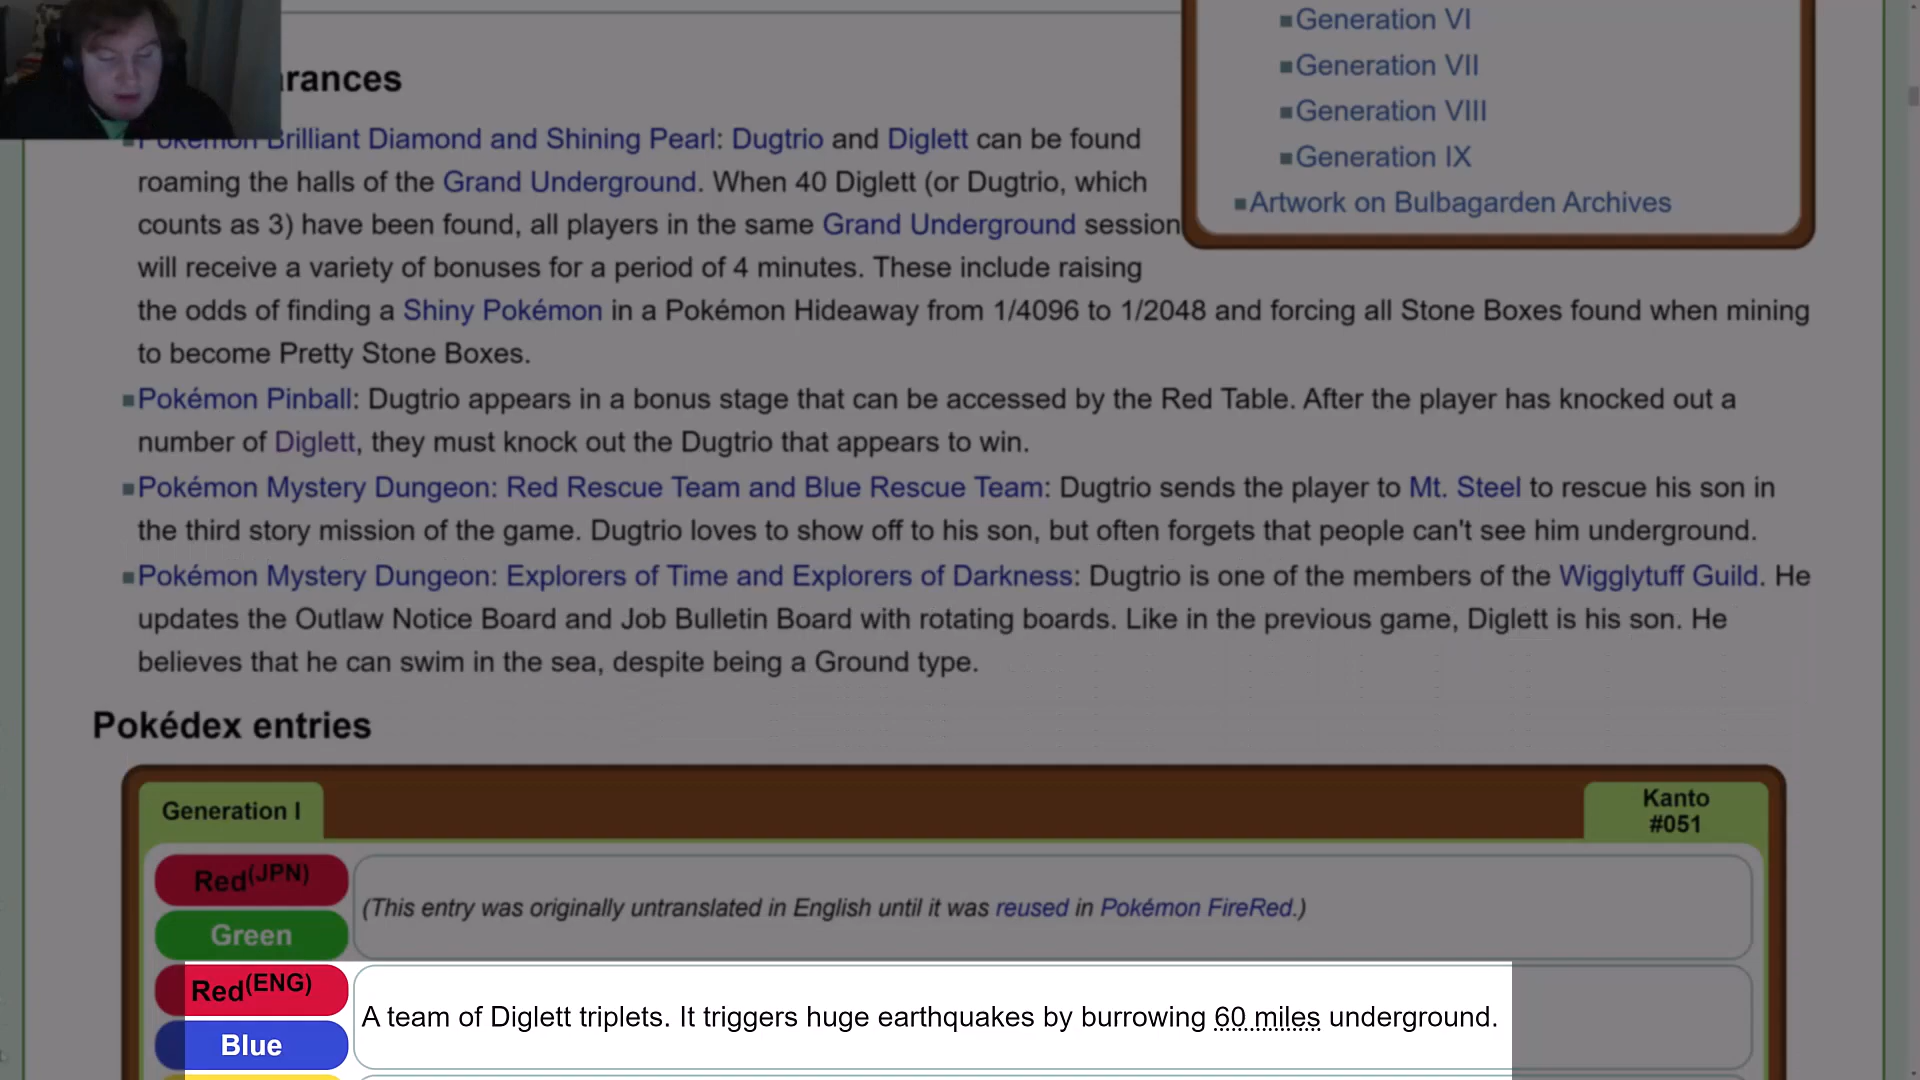 Generation VI
Generation VII
arances
Generation VIII
Pokémon Brilliant Diamond and Shining Pearl: Dugtrio and Diglett can be found
Generation IX
roaming the halls of the Grand Underground. When 40 Diglett (or Dugtrio, which
Artwork on Bulbagarden Archives
counts as 3) have been found, all players in the same Grand Underground session
will receive a variety of bonuses for a period of 4 minutes. These include raising
the odds of finding a Shiny Pokémon in a Pokémon Hideaway from 1/4096 to 1/2048 and forcing all Stone Boxes found when mining
to become Pretty Stone Boxes.
Pokémon Pinball: Dugtrio appears in a bonus stage that can be accessed by the Red Table. After the player has knocked out a
number of Diglett, they must knock out the Dugtrio that appears to win.
Pokémon Mystery Dungeon: Red Rescue Team and Blue Rescue Team: Dugtrio sends the player to Mt. Steel to rescue his son in
the third story mission of the game. Dugtrio loves to show off to his son, but often forgets that people can't see him underground.
Pokémon Mystery Dungeon: Explorers of Time and Explorers of Darkness: Dugtrio is one of the members of the Wigglytuff Guild. He
updates the Outlaw Notice Board and Job Bulletin Board with rotating boards. Like in the previous game, Diglett is his son. He
believes that he can swim in the sea, despite being a Ground type.
Pokédex entries
Generation I
Kanto
#051
Red(JPN)
Green
(This entry was originally untranslated in English until it was reused in Pokémon FireRed.)
Red(ENG)
Blue
A team of Diglett triplets. It triggers huge earthquakes by burrowing 60 miles underground.